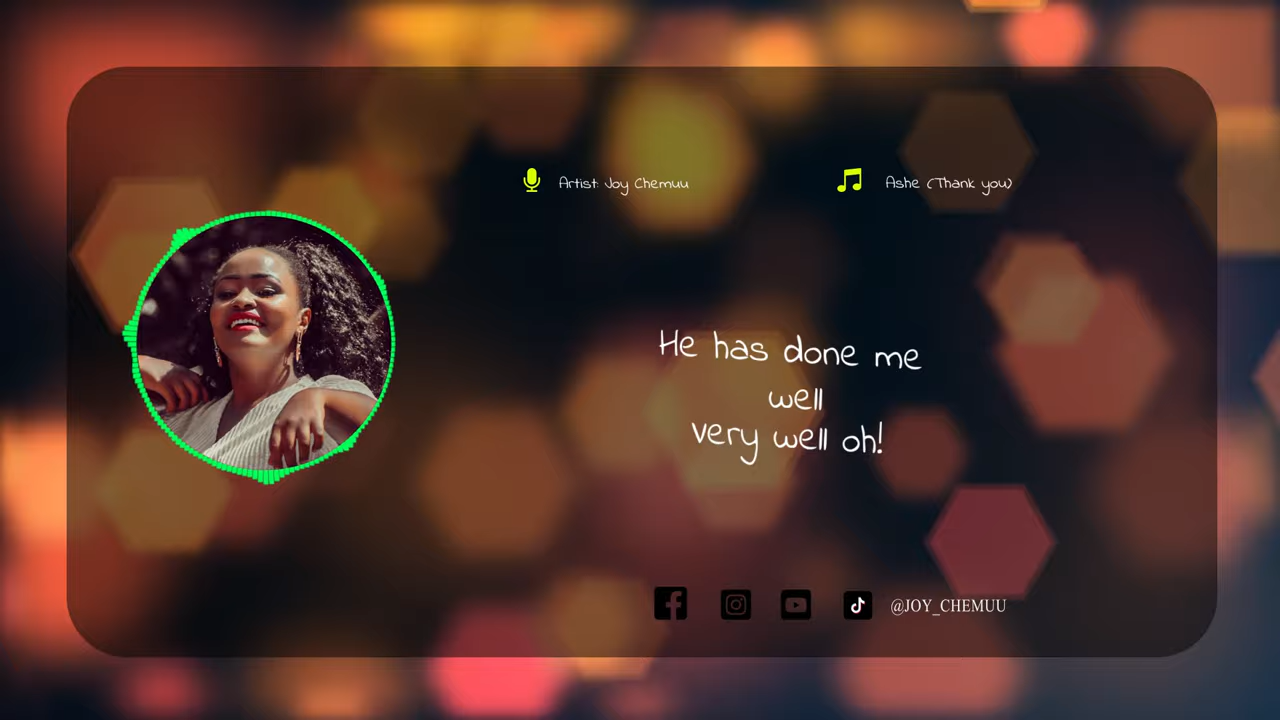 Artist: Joy Chemuu
Ashe (Thank you)
He has done me
well
very well oh!
@JOY_CHEMUU